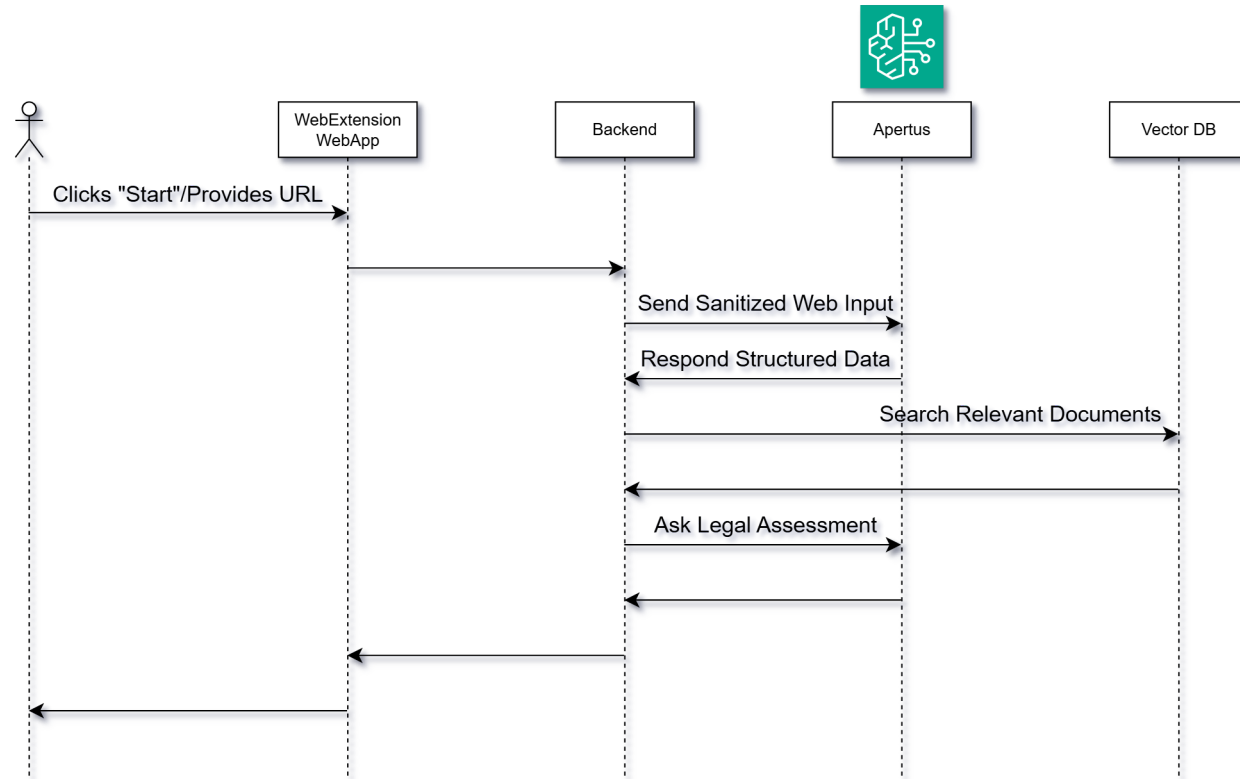 WebExtension
WebApp
Backend
Apertus
Vector DB
Clicks "Start"/Provides URL
Send Sanitized Web Input
Respond Structured Data
Search Relevant Documents
Ask Legal Assessment